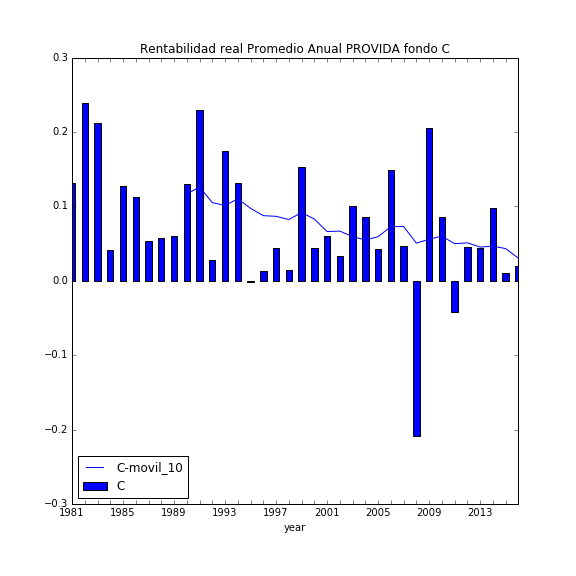 Rentabilidad real Promedio Anual PROVIDA fondo C
0.3
0.2
0.1
0.0
−0.1
−0.2
−0.3
C-movil_10
C
1981 1985 1989 1993 1997 2001 2005 2009 2013
year